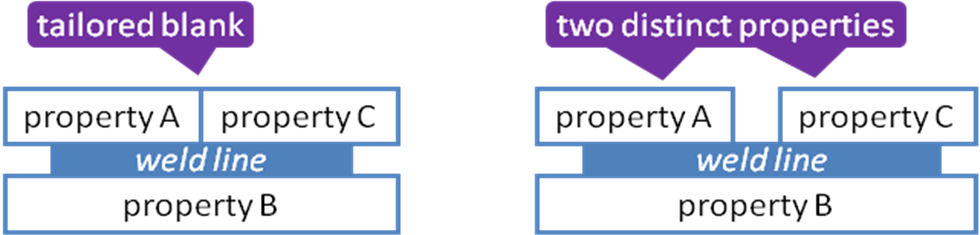 tailored blank
property A
property C
weld line
property B
two distinct properties
property A
property C
weld line
property B